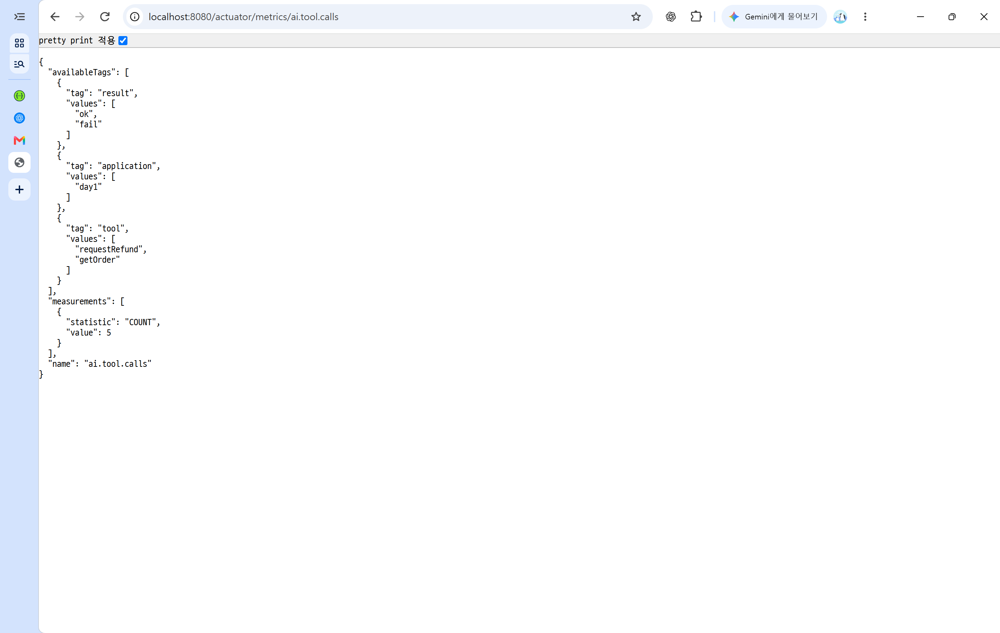 localhost:8080/actuator/metrics/ai.tool.calls
Gemini에게 물어보기
pretty print 적용
{
  "availableTags": [
    {
      "tag": "result",
      "values": [
        "ok",
        "fail"
      ]
    },
    {
      "tag": "application",
      "values": [
        "day1"
      ]
    },
    {
      "tag": "tool",
      "values": [
        "requestRefund",
        "getOrder"
      ]
    }
  ],
  "measurements": [
    {
      "statistic": "COUNT",
      "value": 5
    }
  ],
  "name": "ai.tool.calls"
}